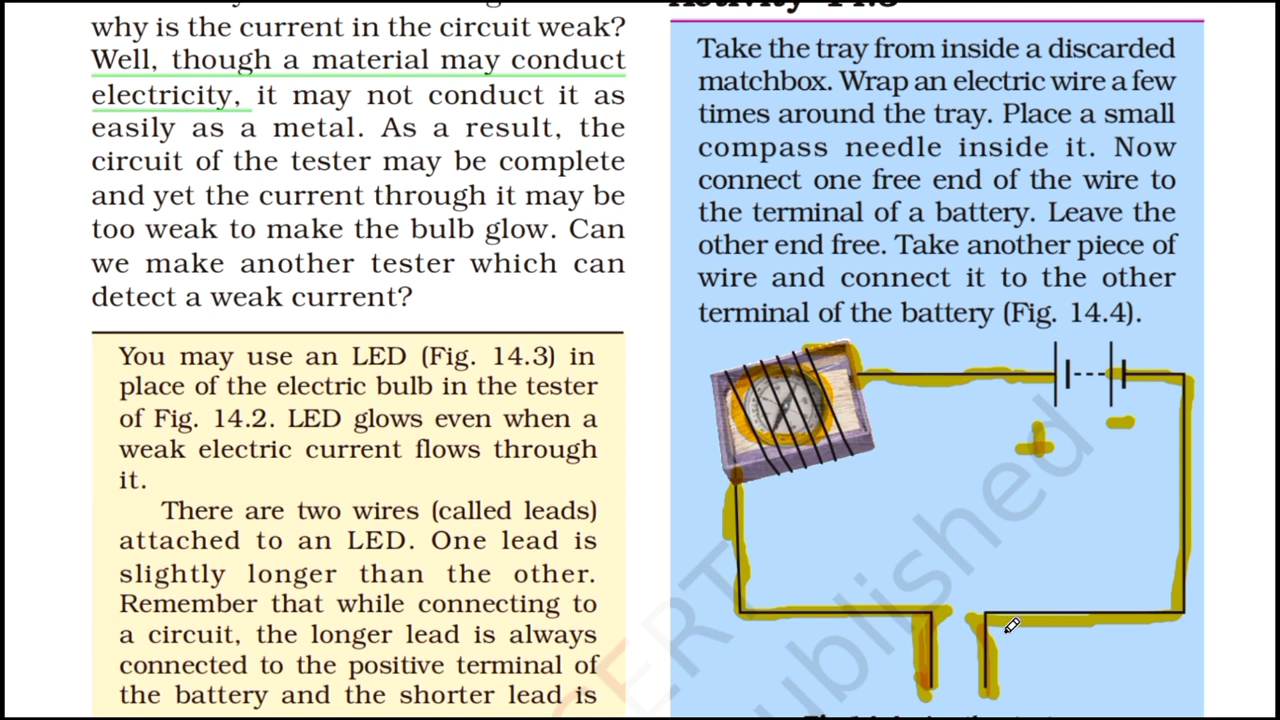 why is the current in the circuit weak?
Well, though a material may conduct
electricity, it may not conduct it as
easily as a metal. As a result, the
circuit of the tester may be complete
and yet the current through it may be
too weak to make the bulb glow. Can
we make another tester which can
detect a weak current?
You may use an LED (Fig. 14.3) in
place of the electric bulb in the tester
of Fig. 14.2. LED glows even when a
weak electric current flows through
it.
There are two wires (called leads)
attached to an LED. One lead is
slightly longer than the other.
Remember that while connecting to
a circuit, the longer lead is always
connected to the positive terminal of
the battery and the shorter lead is
Take the tray from inside a discarded
matchbox. Wrap an electric wire a few
times around the tray. Place a small
compass needle inside it. Now
connect one free end of the wire to
the terminal of a battery. Leave the
other end free. Take another piece of
wire and connect it to the other
terminal of the battery (Fig. 14.4).
+ -